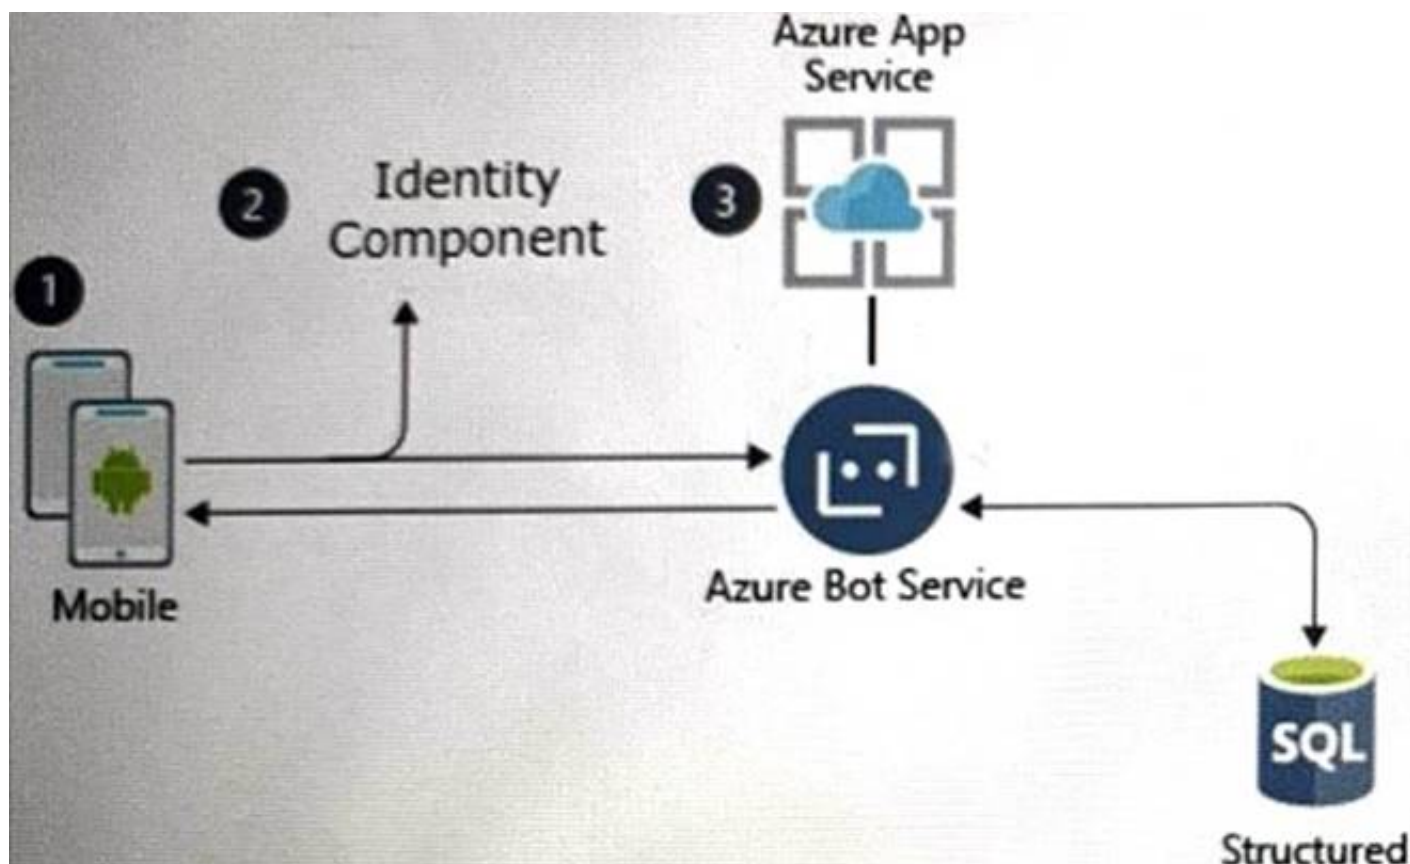 Azure App
Service
1
2
Identity
Component
3
Mobile
Azure Bot Service
SQL
Structured